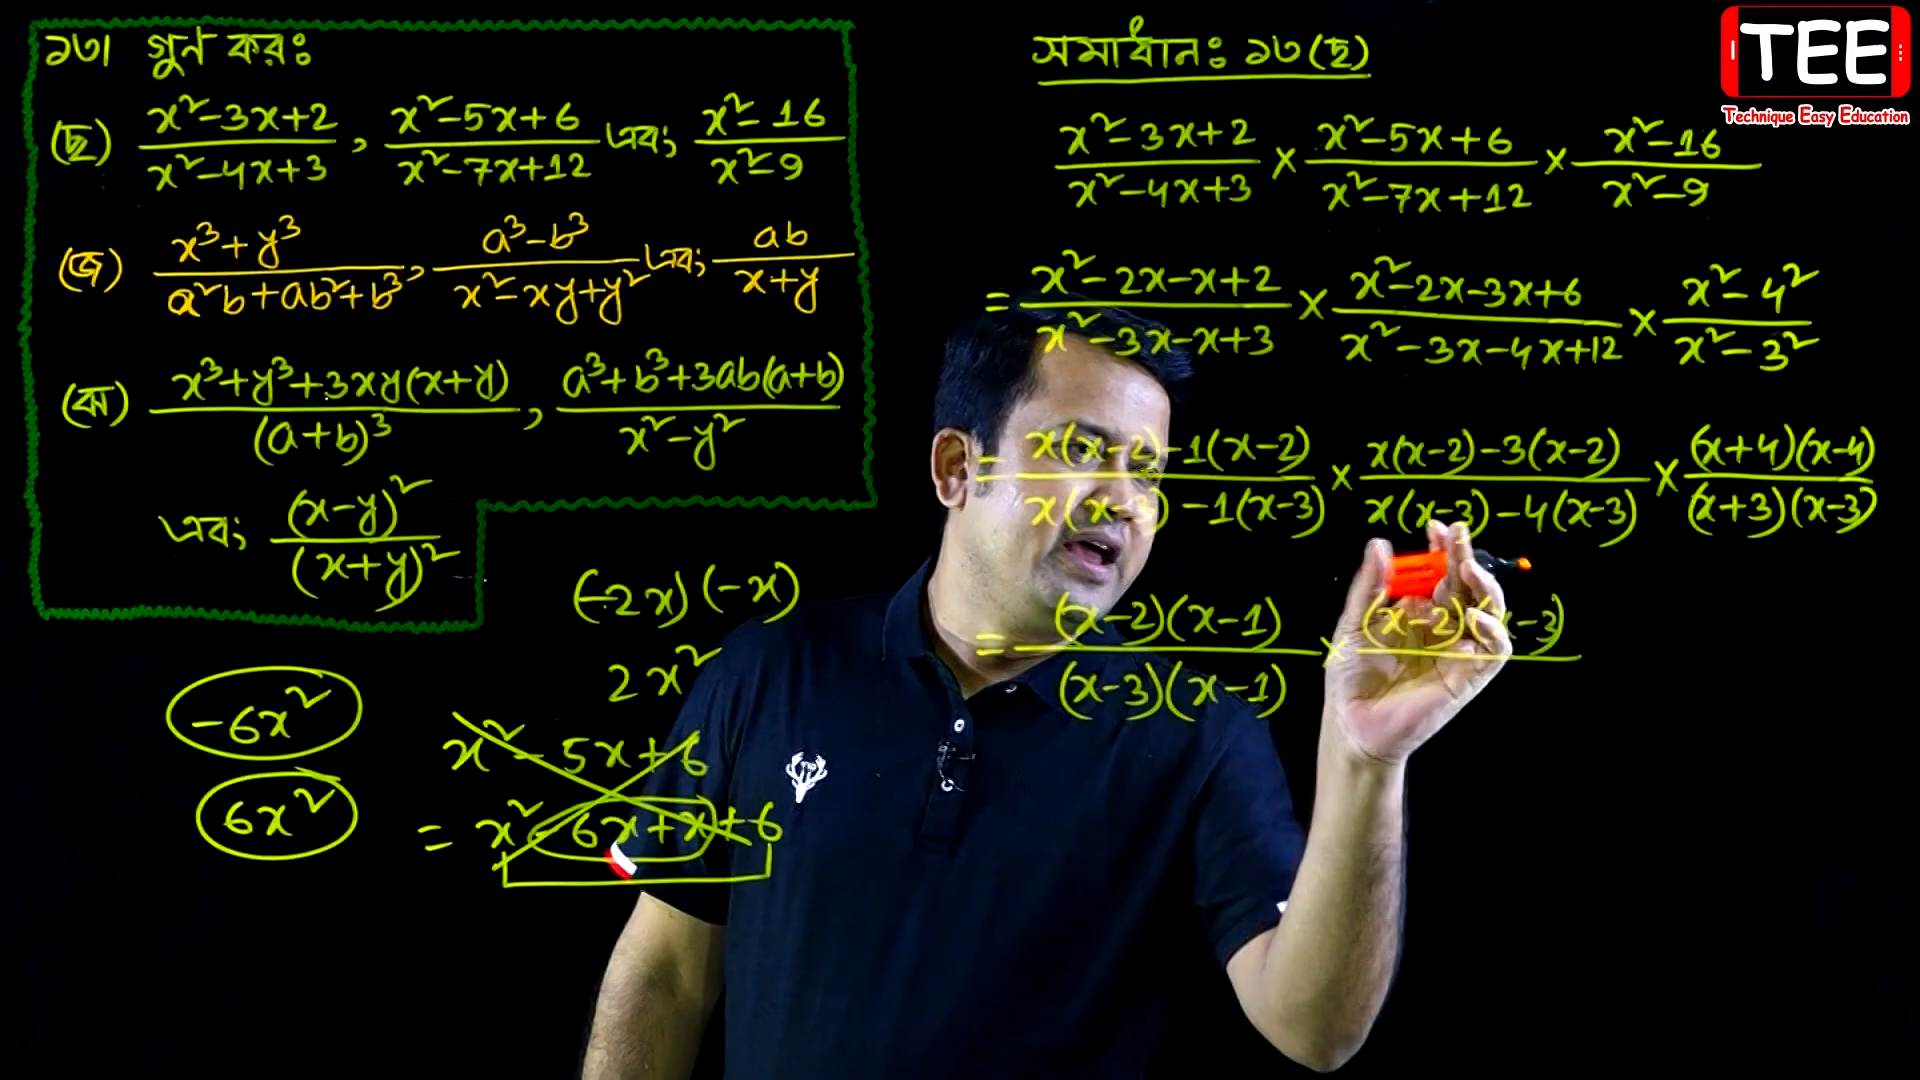 ১৩। গুণ করঃ
(ছ) x²-3x+2 / x²-4x+3 , x²-5x+6 / x²-7x+12 এবং x²-16 / x²-9
(জ) x³+y³ / a²b+ab²+b³ , a³-b³ / x²-xy+y² এবং ab / x+y
(ঝ) x³+y³+3xy(x+y) / (a+b)³ , a³+b³+3ab(a+b) / x²-y²
এবং (x-y)² / (x+y)²
(-2x)(-x)
2x²
-6x²
6x²
x²-5x+6
= x²-6x+x+6
সমাধানঃ ১৩(ছ)
x²-3x+2 / x²-4x+3 × x²-5x+6 / x²-7x+12 × x²-16 / x²-9
= x²-2x-x+2 / x²-3x-x+3 × x²-2x-3x+6 / x²-3x-4x+12 × x²-4² / x²-3²
= x(x-2)-1(x-2) / x(x-3)-1(x-3) × x(x-2)-3(x-2) / x(x-3)-4(x-3) × (x+4)(x-4) / (x+3)(x-3)
= (x-2)(x-1) / (x-3)(x-1) × (x-2)(x-3)
TEE
Technique Easy Education